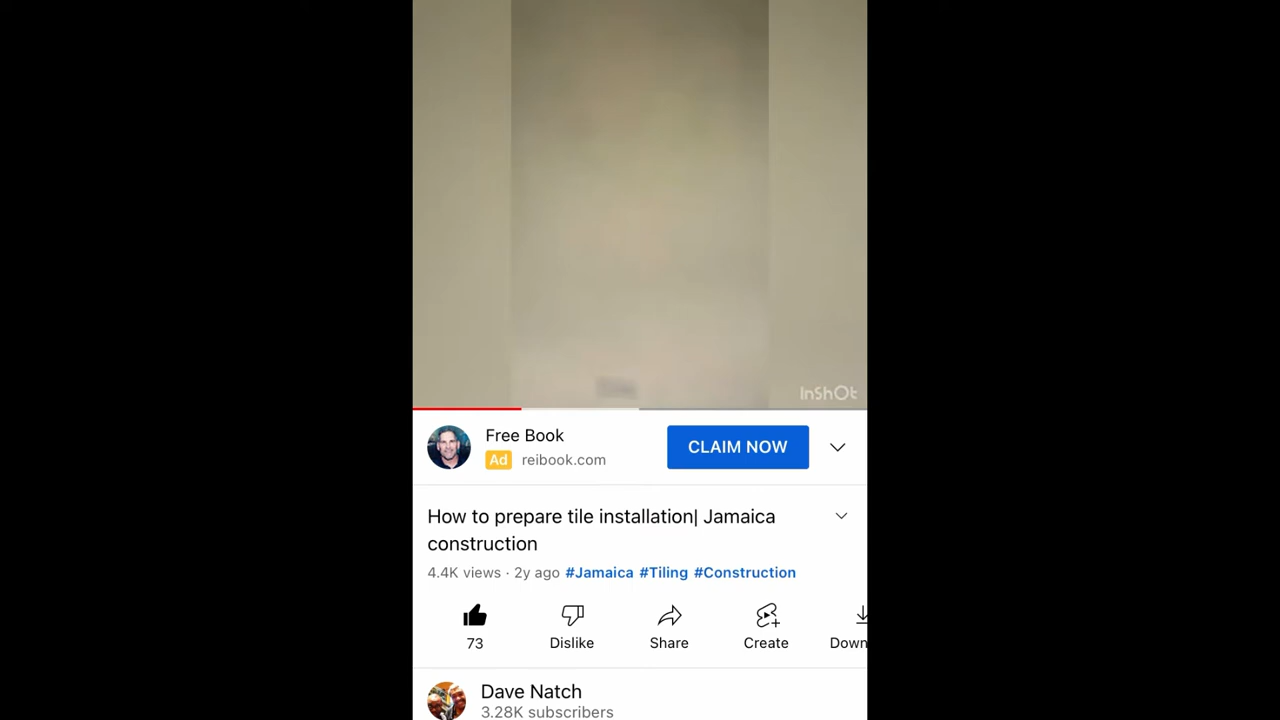 InShOt
Free Book
CLAIM NOW
Ad reibook.com
How to prepare tile installation| Jamaica
construction
4.4K views · 2y ago #Jamaica #Tiling #Construction
73 Dislike Share Create Down
Dave Natch
3.28K subscribers